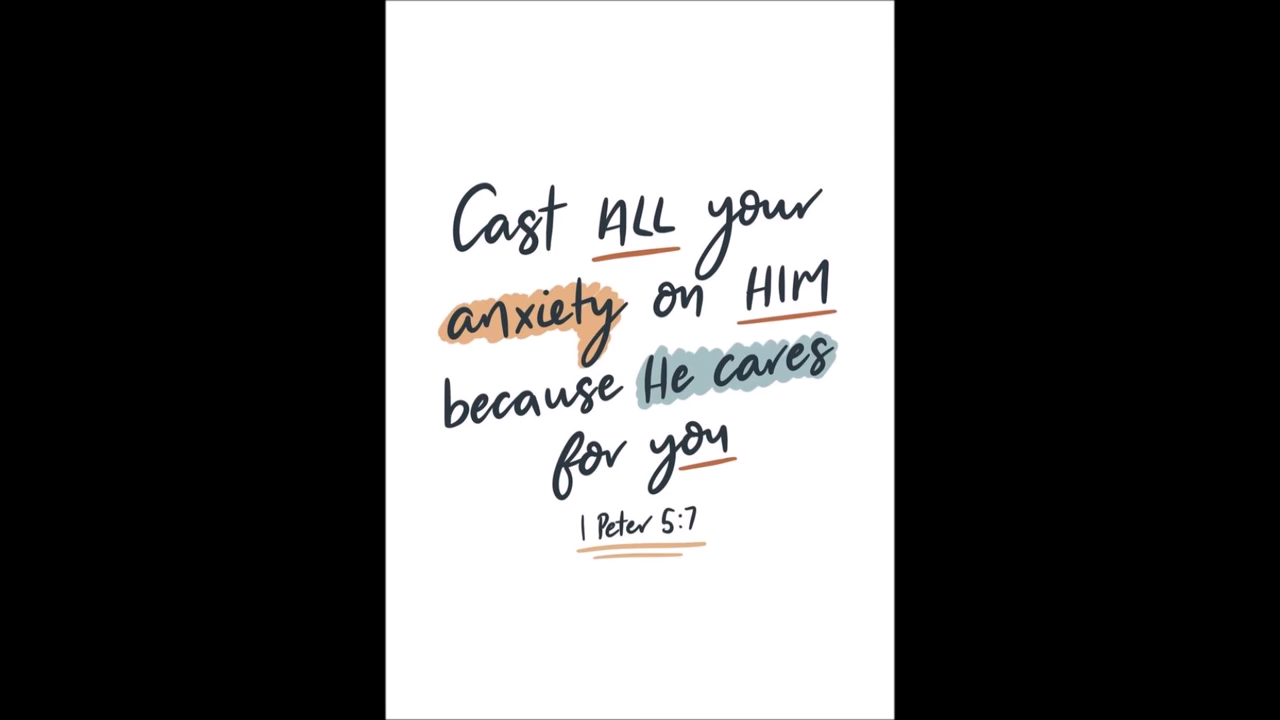 Cast ALL your
anxiety on HIM
because He cares
for you
1 Peter 5:7